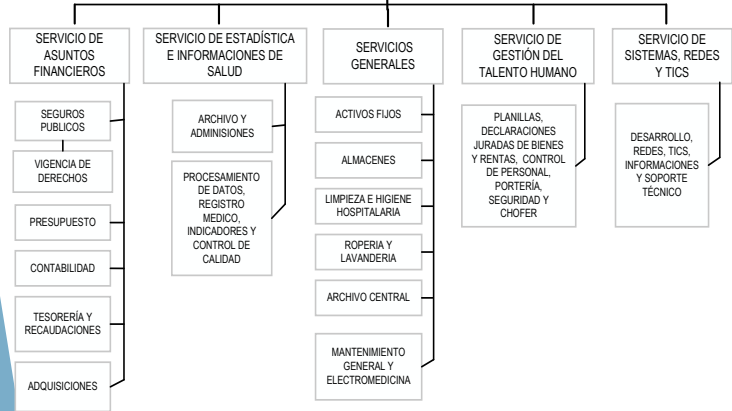 SERVICIO DE
ASUNTOS
FINANCIEROS
SEGUROS
PUBLICOS
VIGENCIA DE
DERECHOS
PRESUPUESTO
CONTABILIDAD
TESORERÍA Y
RECAUDACIONES
ADQUISICIONES
SERVICIO DE ESTADÍSTICA
E INFORMACIONES DE
SALUD
ARCHIVO Y
ADMINISIONES
PROCESAMIENTO
DE DATOS,
REGISTRO
MEDICO,
INDICADORES Y
CONTROL DE
CALIDAD
SERVICIOS
GENERALES
ACTIVOS FIJOS
ALMACENES
LIMPIEZA E HIGIENE
HOSPITALARIA
ROPERIA Y
LAVANDERIA
ARCHIVO CENTRAL
MANTENIMIENTO
GENERAL Y
ELECTROMEDICINA
SERVICIO DE
GESTIÓN DEL
TALENTO HUMANO
PLANILLAS,
DECLARACIONES
JURADAS DE BIENES
Y RENTAS, CONTROL
DE PERSONAL,
PORTERÍA,
SEGURIDAD Y
CHOFER
SERVICIO DE
SISTEMAS, REDES
Y TICS
DESARROLLO,
REDES, TICS,
INFORMACIONES
Y SOPORTE
TÉCNICO